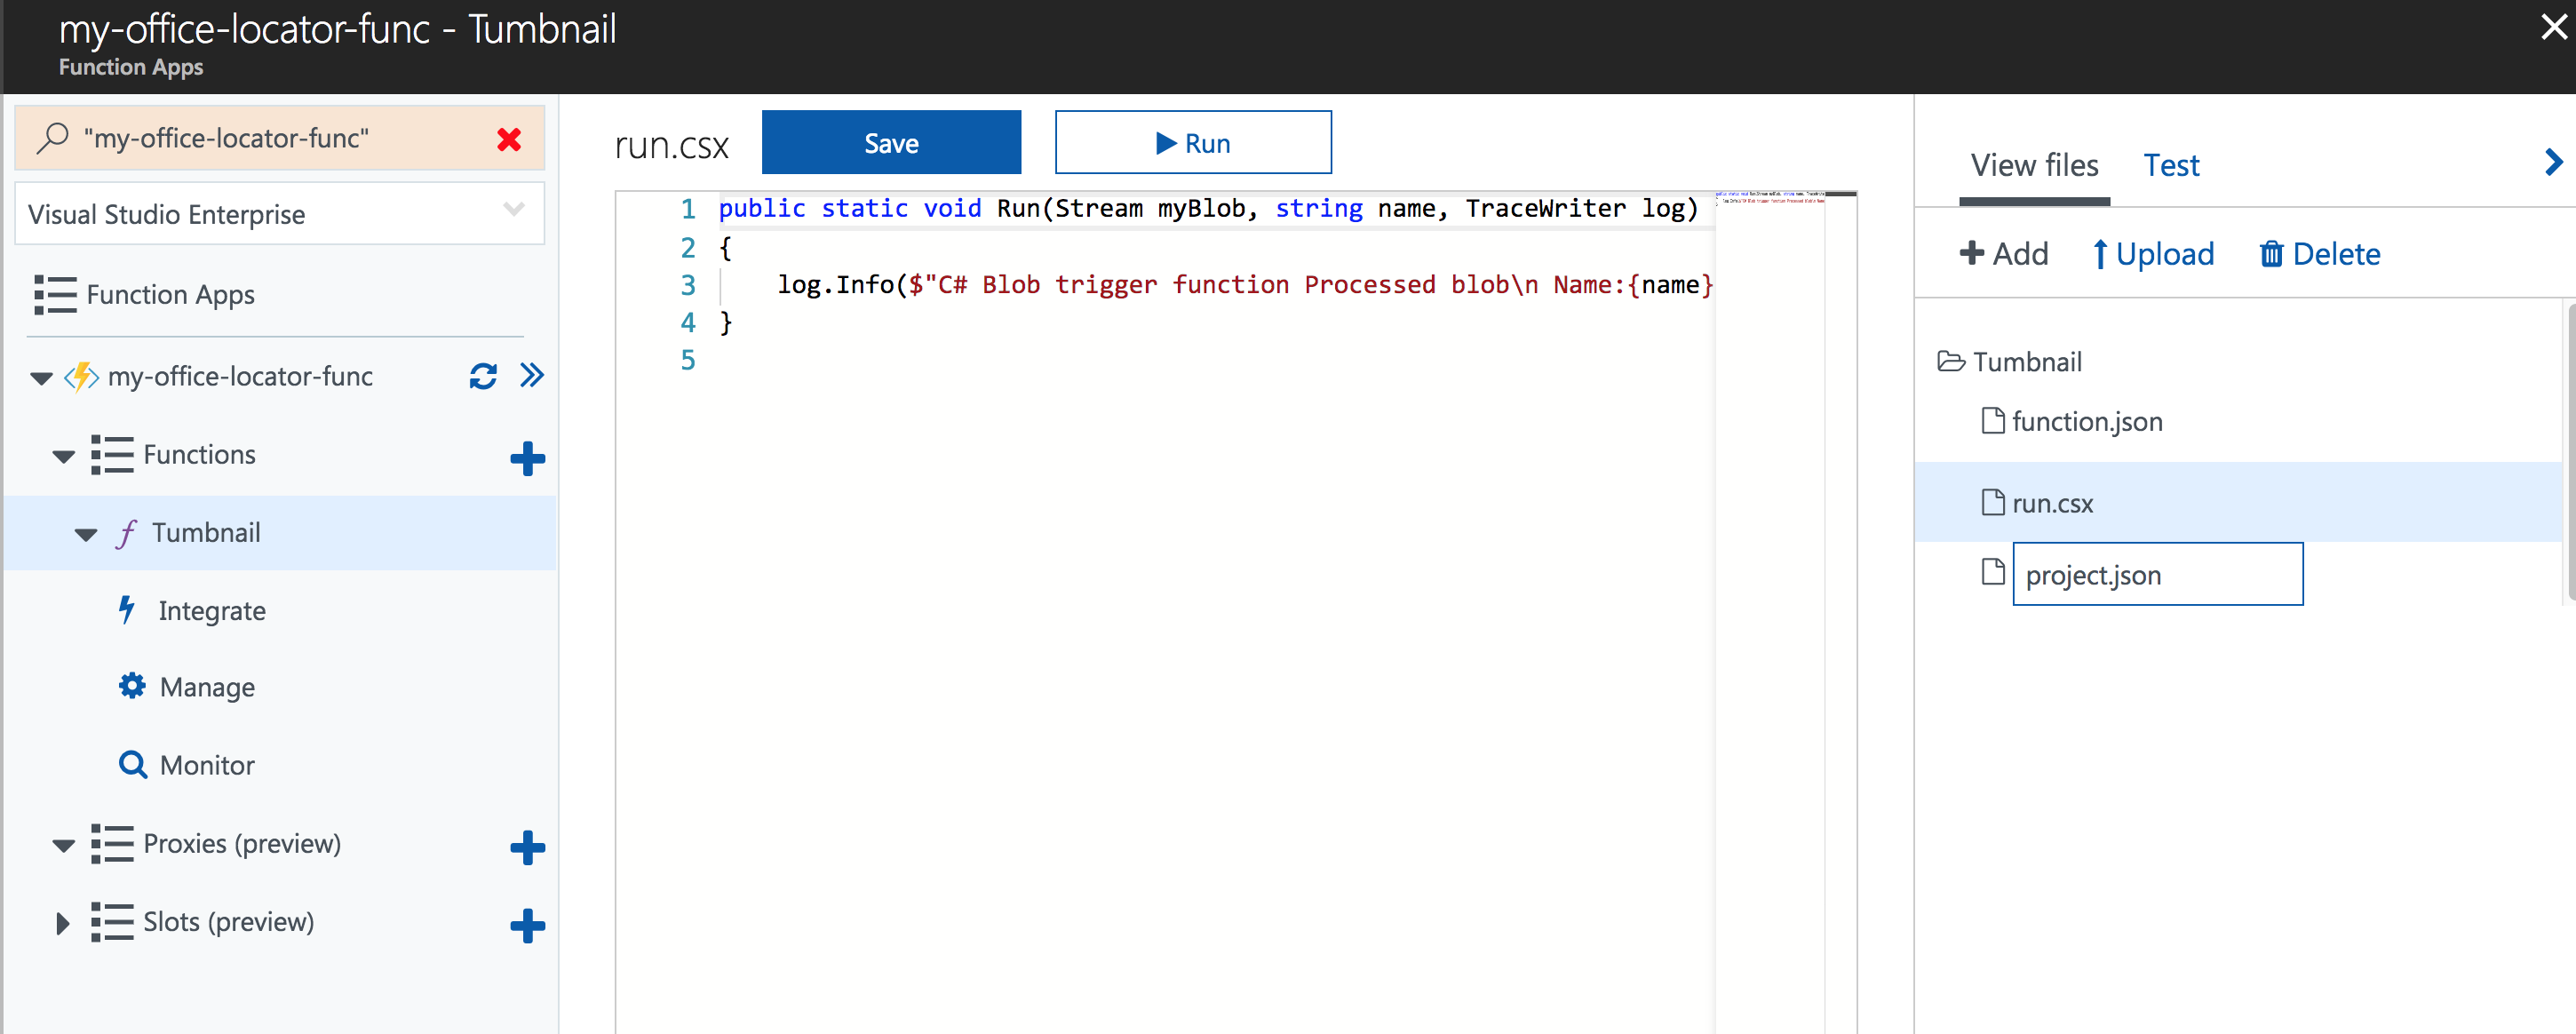 my-office-locator-func - Tumbnail
Function Apps
"my-office-locator-func"
Visual Studio Enterprise
Function Apps
my-office-locator-func
Functions
Tumbnail
Integrate
Manage
Monitor
Proxies (preview)
Slots (preview)
run.csx
Save
Run
1 public static void Run(Stream myBlob, string name, TraceWriter log)
2 {
3 log.Info($"C# Blob trigger function Processed blob\n Name:{name}
4 }
5
View files
Test
Add
Upload
Delete
Tumbnail
function.json
run.csx
project.json